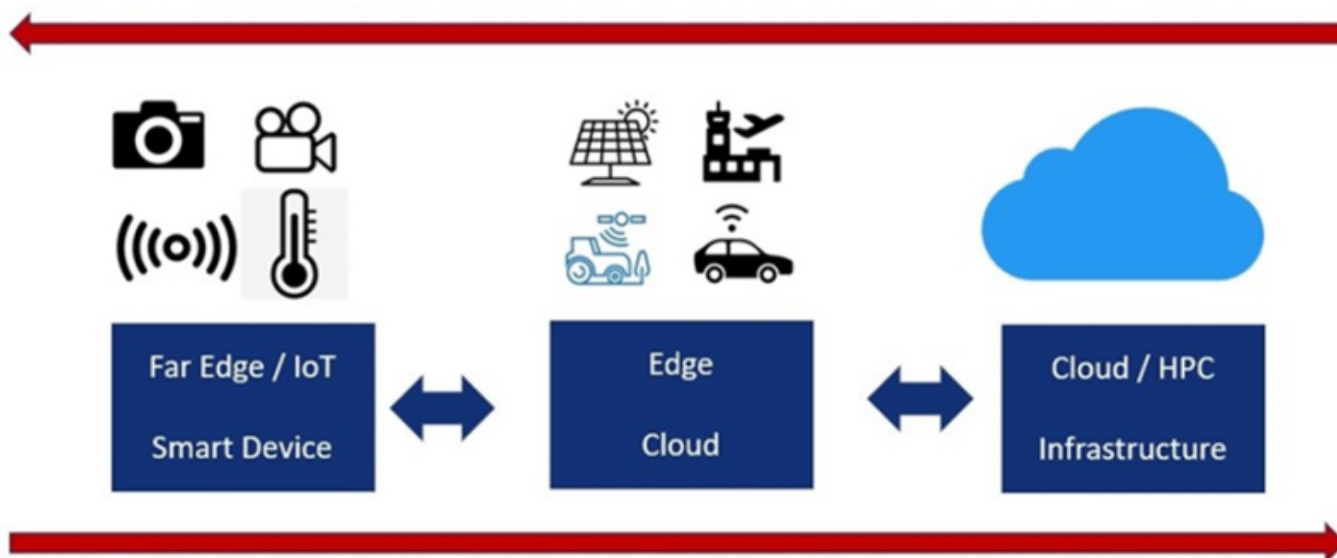 Far Edge / IoT
Smart Device
Edge
Cloud
Cloud / HPC
Infrastructure